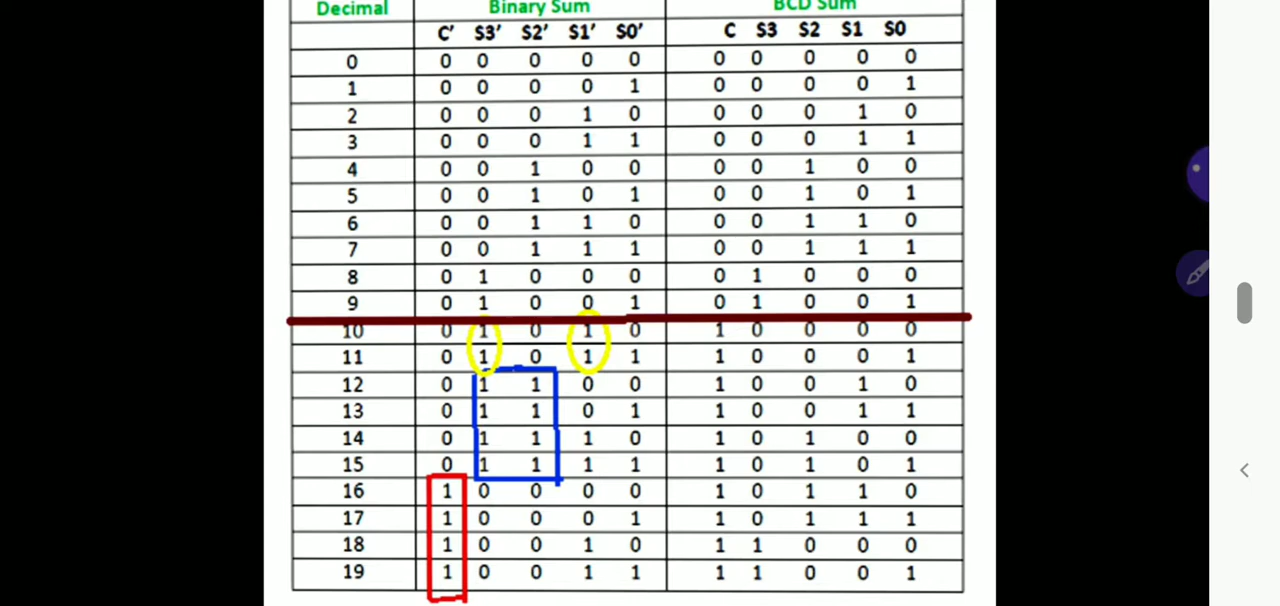 Decimal Binary Sum BCD Sum
C’ S3’ S2’ S1’ S0’ C S3 S2 S1 S0
0 0 0 0 0 0 0 0 0 0 0
1 0 0 0 0 1 0 0 0 0 1
2 0 0 0 1 0 0 0 0 1 0
3 0 0 0 1 1 0 0 0 1 1
4 0 0 1 0 0 0 0 1 0 0
5 0 0 1 0 1 0 0 1 0 1
6 0 0 1 1 0 0 0 1 1 0
7 0 0 1 1 1 0 0 1 1 1
8 0 1 0 0 0 0 1 0 0 0
9 0 1 0 0 1 0 1 0 0 1
10 0 1 0 1 0 1 0 0 0 0
11 0 1 0 1 1 1 0 0 0 1
12 0 1 1 0 0 1 0 0 1 0
13 0 1 1 0 1 1 0 0 1 1
14 0 1 1 1 0 1 0 1 0 0
15 0 1 1 1 1 1 0 1 0 1
16 1 0 0 0 0 1 0 1 1 0
17 1 0 0 0 1 1 0 1 1 1
18 1 0 0 1 0 1 1 0 0 0
19 1 0 0 1 1 1 1 0 0 1